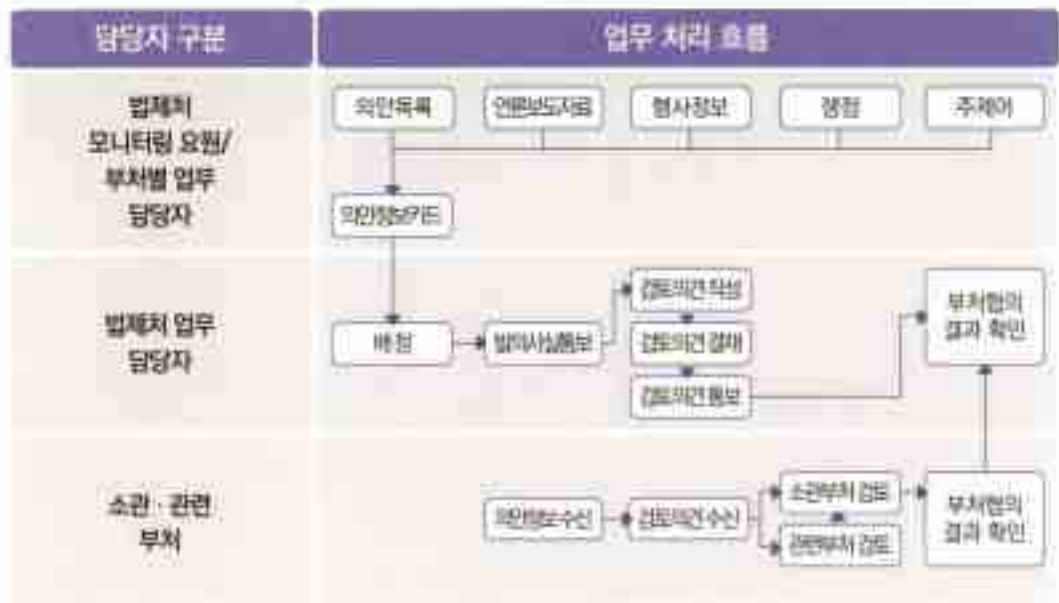 담당자 구분
업무 처리 흐름
법제처
모니터링 요원/
부처별 업무
담당자
의안목록
언론보도자료
행사정보
쟁점
주제어
의안정보카드
법제처 업무
담당자
배정
발의사실통보
검토의견 작성
검토의견 결재
검토의견 통보
부처협의
결과 확인
소관 · 관련
부처
의안정보 수신
검토의견 수신
소관부처 검토
관련부처 검토
부처협의
결과 확인